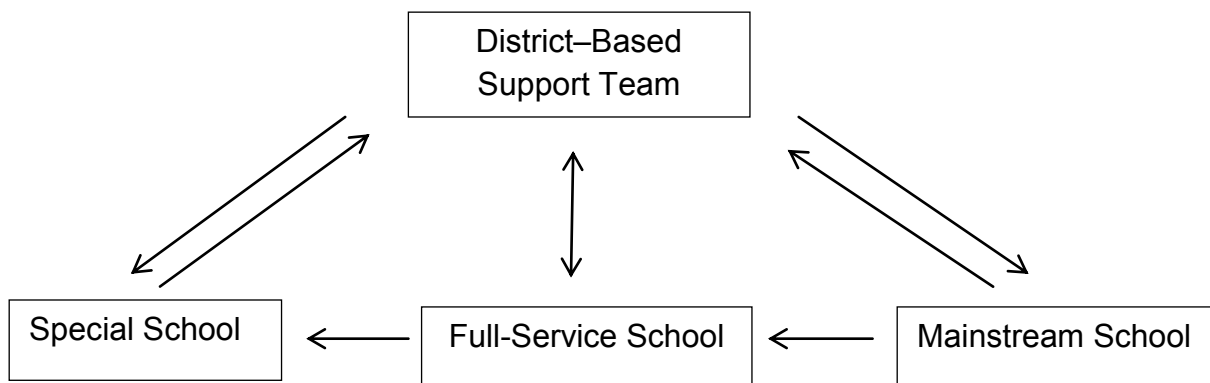 District–Based
Support Team
Special School
Full-Service School
Mainstream School